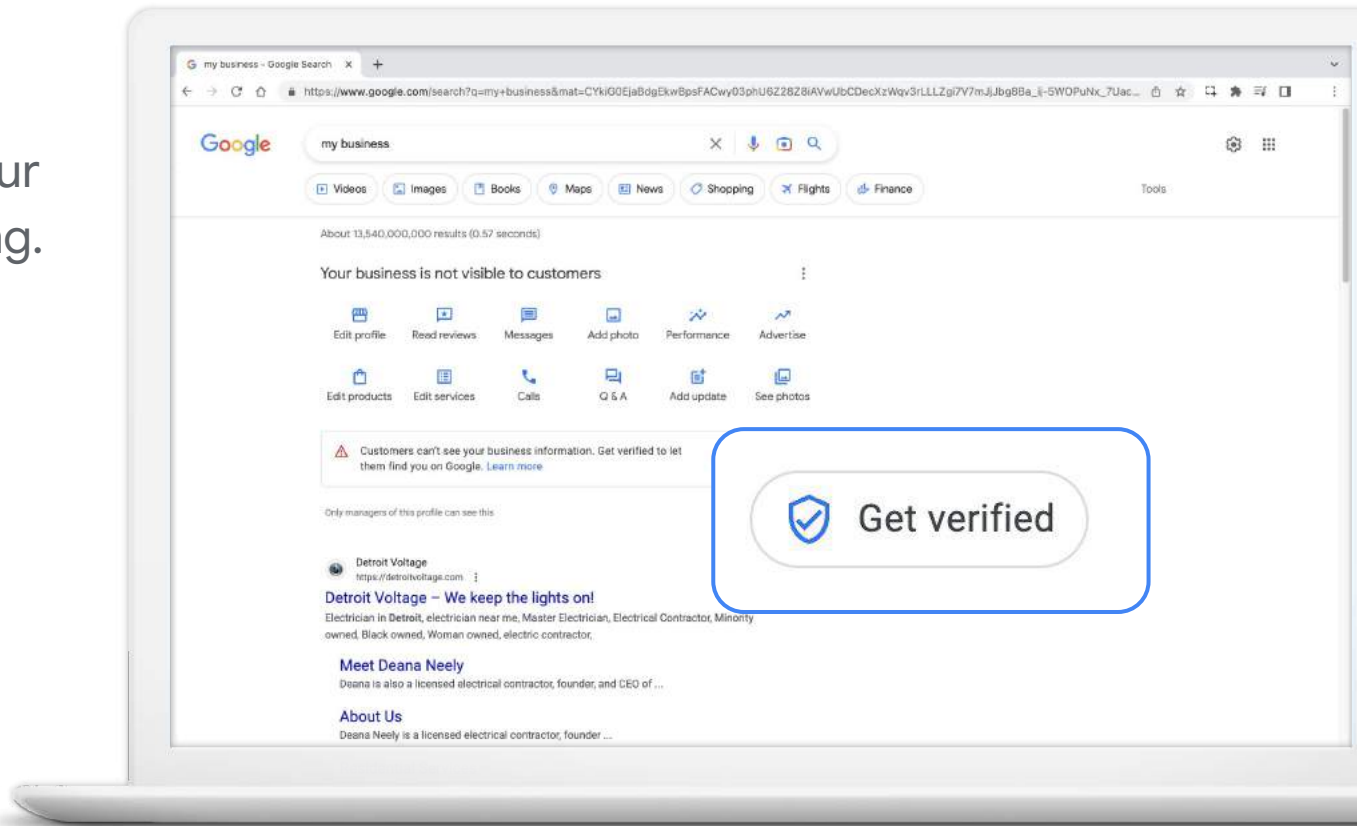 my business - Google Search
https://www.google.com/search?q=my+business&mat=
ur
g.
Google
my business
Videos Images Books Maps News Shopping Flights Finance Tools
About 13,540,000,000 results (0.57 seconds)
Your business is not visible to customers
Edit profile Read reviews Messages Add photo Performance Advertise
Edit products Edit services Calls Q & A Add update See photos
Customers can't see your business information. Get verified to let
them find you on Google. Learn more
Get verified
Only managers of this profile can see this
Detroit Voltage
https://detroitvoltage.com
Detroit Voltage – We keep the lights on!
Electrician in Detroit, electrician near me, Master Electrician, Electrical Contractor, Minority
owned, Black owned, Woman owned, electric contractor,
Meet Deana Neely
Deana is also a licensed electrical contractor, founder, and CEO of ...
About Us
Deana Neely is a licensed electrical contractor, founder ...